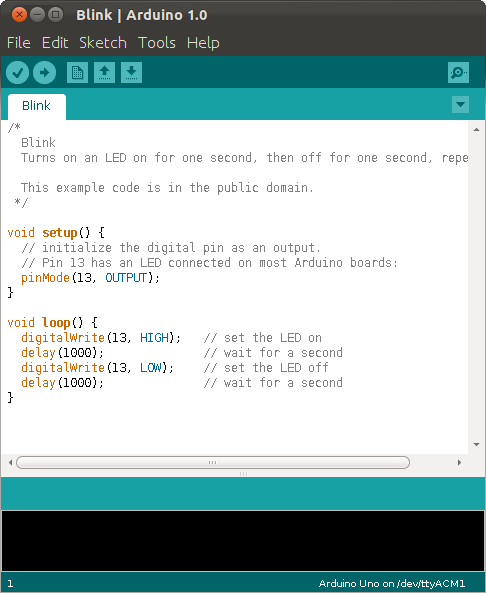 Blink | Arduino 1.0
File Edit Sketch Tools Help
Blink
/*
  Blink
  Turns on an LED on for one second, then off for one second, repe

  This example code is in the public domain.
 */

void setup() {
  // initialize the digital pin as an output.
  // Pin 13 has an LED connected on most Arduino boards:
  pinMode(13, OUTPUT);
}

void loop() {
  digitalWrite(13, HIGH);   // set the LED on
  delay(1000);              // wait for a second
  digitalWrite(13, LOW);    // set the LED off
  delay(1000);              // wait for a second
}
1
Arduino Uno on /dev/ttyACM1